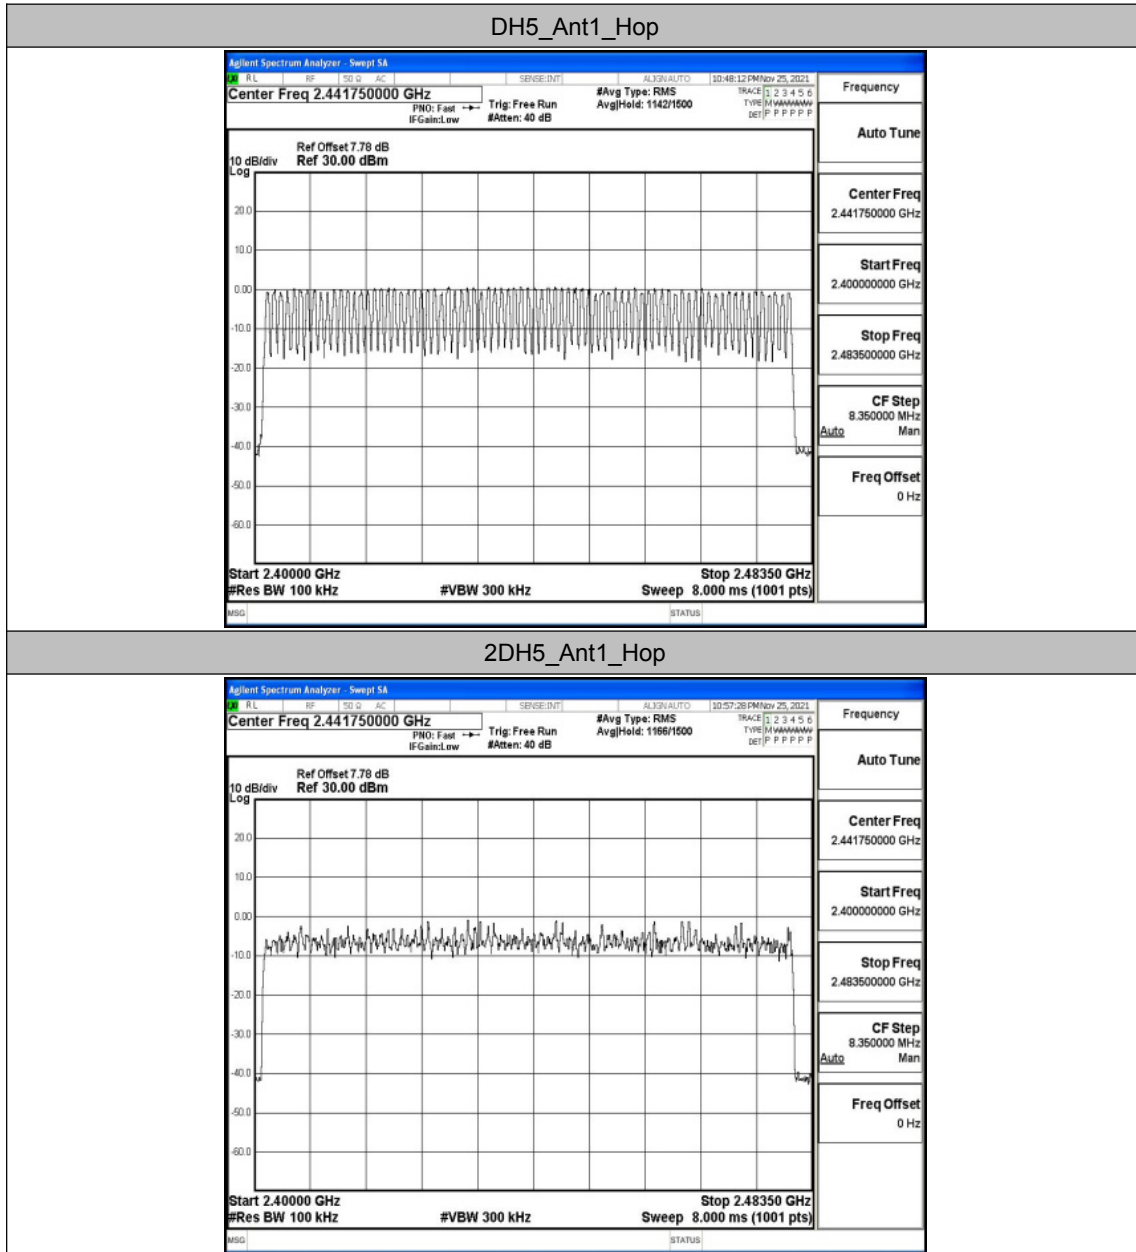 DH5_Ant1_Hop
Agilent Spectrum Analyzer - Swept SA
RL RF 50 Ω AC SENSE:INT ALIGNAUTO 10:48:12 PM Nov 25, 2021
Center Freq 2.441750000 GHz #Avg Type: RMS TRACE 1 2 3 4 5 6 Frequency
PNO: Fast Trig: Free Run Avg|Hold: 1142/1500 TYPE M
IFGain:Low #Atten: 40 dB DET P P P P P P
Auto Tune
Ref Offset 7.78 dB
10 dB/div Ref 30.00 dBm
Log
Center Freq
2.441750000 GHz
20.0
10.0
Start Freq
2.400000000 GHz
0.00
-10.0
Stop Freq
2.483500000 GHz
-20.0
-30.0
CF Step
8.350000 MHz
Auto Man
-40.0
-50.0
Freq Offset
0 Hz
-60.0
Start 2.40000 GHz Stop 2.48350 GHz
#Res BW 100 kHz #VBW 300 kHz Sweep 8.000 ms (1001 pts)
MSG STATUS
2DH5_Ant1_Hop
Agilent Spectrum Analyzer - Swept SA
RL RF 50 Ω AC SENSE:INT ALIGNAUTO 10:57:28 PM Nov 25, 2021
Center Freq 2.441750000 GHz #Avg Type: RMS TRACE 1 2 3 4 5 6 Frequency
PNO: Fast Trig: Free Run Avg|Hold: 1166/1500 TYPE M
IFGain:Low #Atten: 40 dB DET P P P P P P
Auto Tune
Ref Offset 7.78 dB
10 dB/div Ref 30.00 dBm
Log
Center Freq
2.441750000 GHz
20.0
10.0
Start Freq
2.400000000 GHz
0.00
-10.0
Stop Freq
2.483500000 GHz
-20.0
-30.0
CF Step
8.350000 MHz
Auto Man
-40.0
-50.0
Freq Offset
0 Hz
-60.0
Start 2.40000 GHz Stop 2.48350 GHz
#Res BW 100 kHz #VBW 300 kHz Sweep 8.000 ms (1001 pts)
MSG STATUS